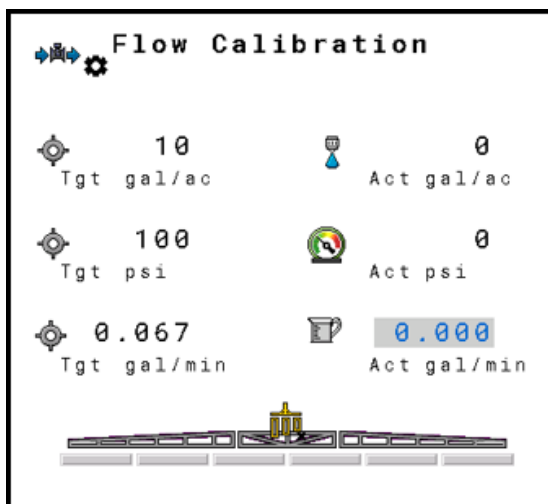 Flow Calibration
10 0
Tgt gal/ac Act gal/ac
100 0
Tgt psi Act psi
0.067 0.000
Tgt gal/min Act gal/min